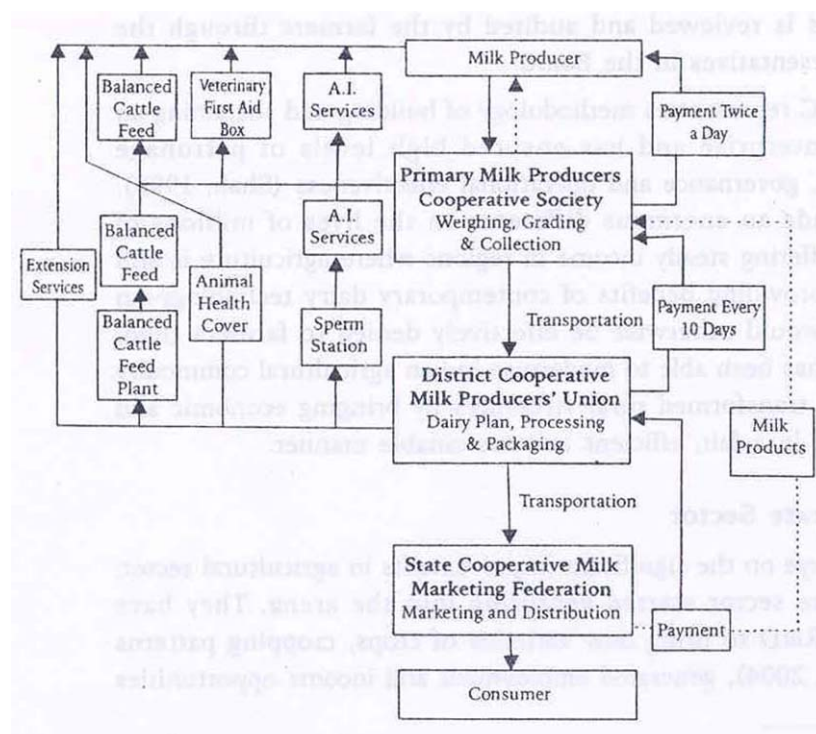 Milk Producer
Balanced
Cattle
Feed
Veterinary
First Aid
Box
A.I.
Services
Payment Twice
a Day
Primary Milk Producers
Cooperative Society
Weighing, Grading
& Collection
A.I.
Services
Balanced
Cattle
Feed
Extension
Services
Animal
Health
Cover
Sperm
Station
Balanced
Cattle
Feed
Plant
Transportation
Payment Every
10 Days
District Cooperative
Milk Producers' Union
Dairy Plan, Processing
& Packaging
Milk
Products
Transportation
State Cooperative Milk
Marketing Federation
Marketing and Distribution
Payment
Consumer